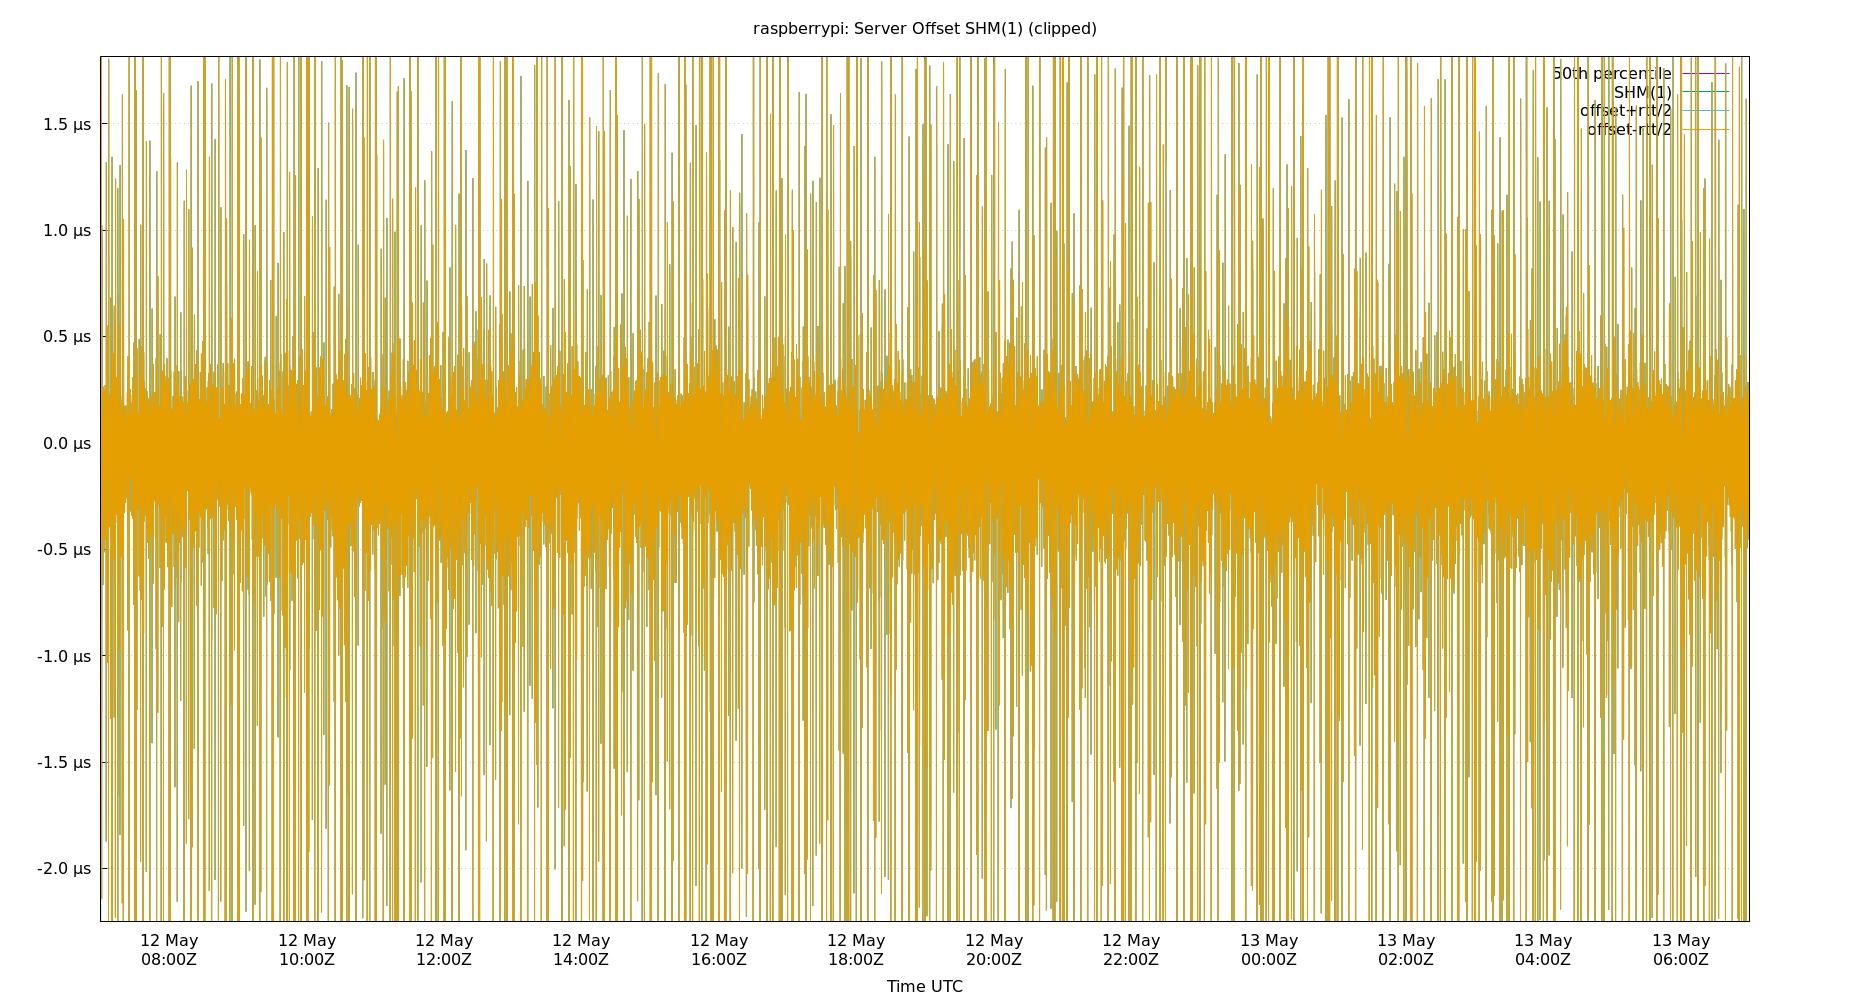 raspberrypi: Server Offset SHM(1) (clipped)
50th percentile
SHM(1)
offset+rtt/2
offset-rtt/2
1.5 µs
1.0 µs
0.5 µs
0.0 µs
-0.5 µs
-1.0 µs
-1.5 µs
-2.0 µs
12 May 12 May 12 May 12 May 12 May 12 May 12 May 12 May 13 May 13 May 13 May 13 May
08:00Z 10:00Z 12:00Z 14:00Z 16:00Z 18:00Z 20:00Z 22:00Z 00:00Z 02:00Z 04:00Z 06:00Z
Time UTC